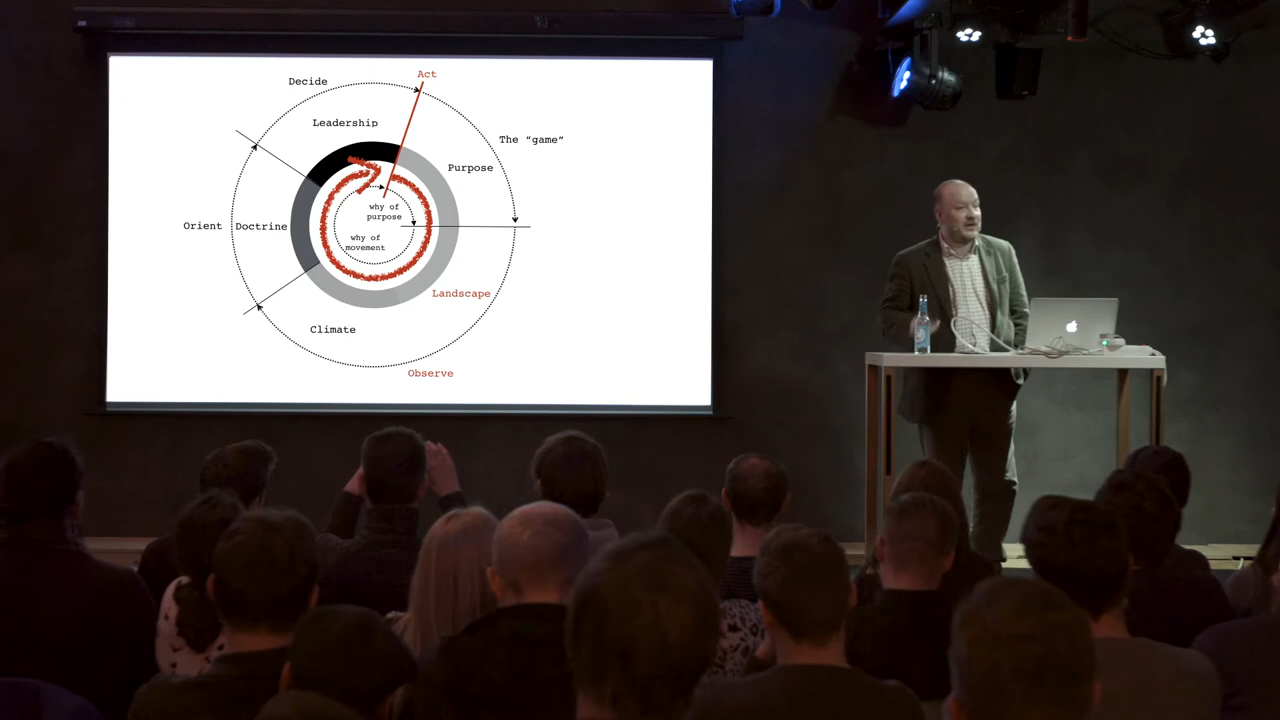 Act
Decide
Leadership
The “game”
Purpose
why of
purpose
Orient
Doctrine
why of
movement
Landscape
Climate
Observe